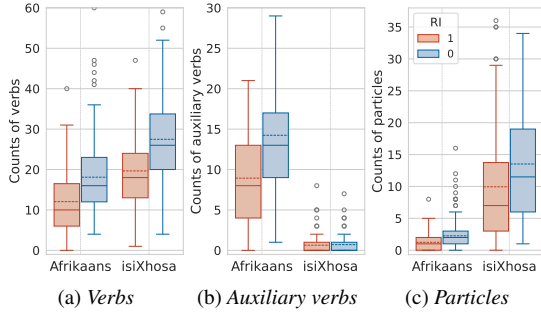 Counts of verbs
60
50
40
30
20
10
0
Afrikaans isiXhosa
(a) Verbs
Counts of auxiliary verbs
30
25
20
15
10
5
0
Afrikaans isiXhosa
(b) Auxiliary verbs
Counts of particles
35
30
25
20
15
10
5
0
RI
1
0
Afrikaans isiXhosa
(c) Particles